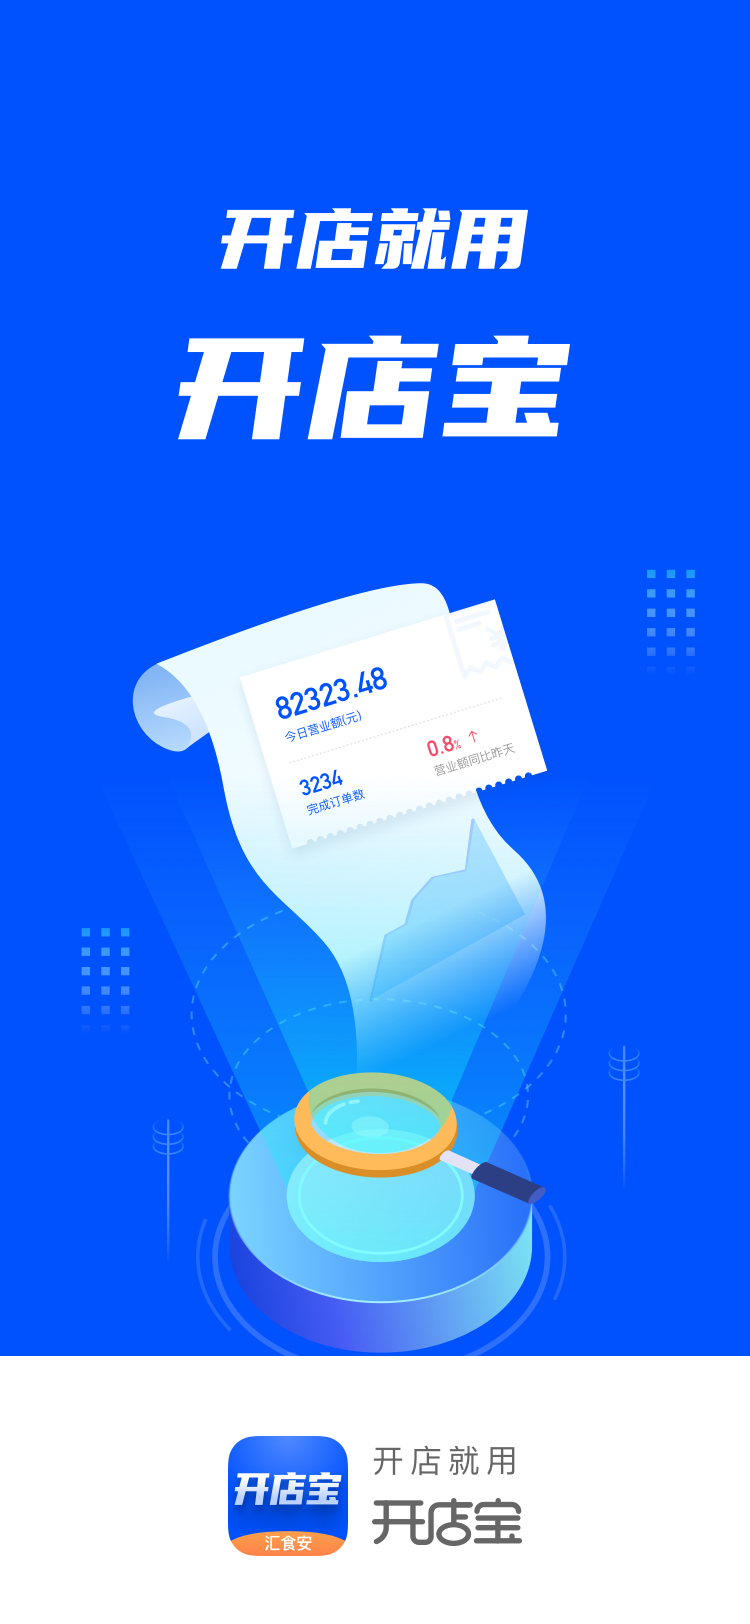 开店就用
开店宝
82323.48
今日营业额(元)
3234
完成订单数
0.8% ↑
营业额同比昨天
开店宝
汇食安
开店就用
开店宝